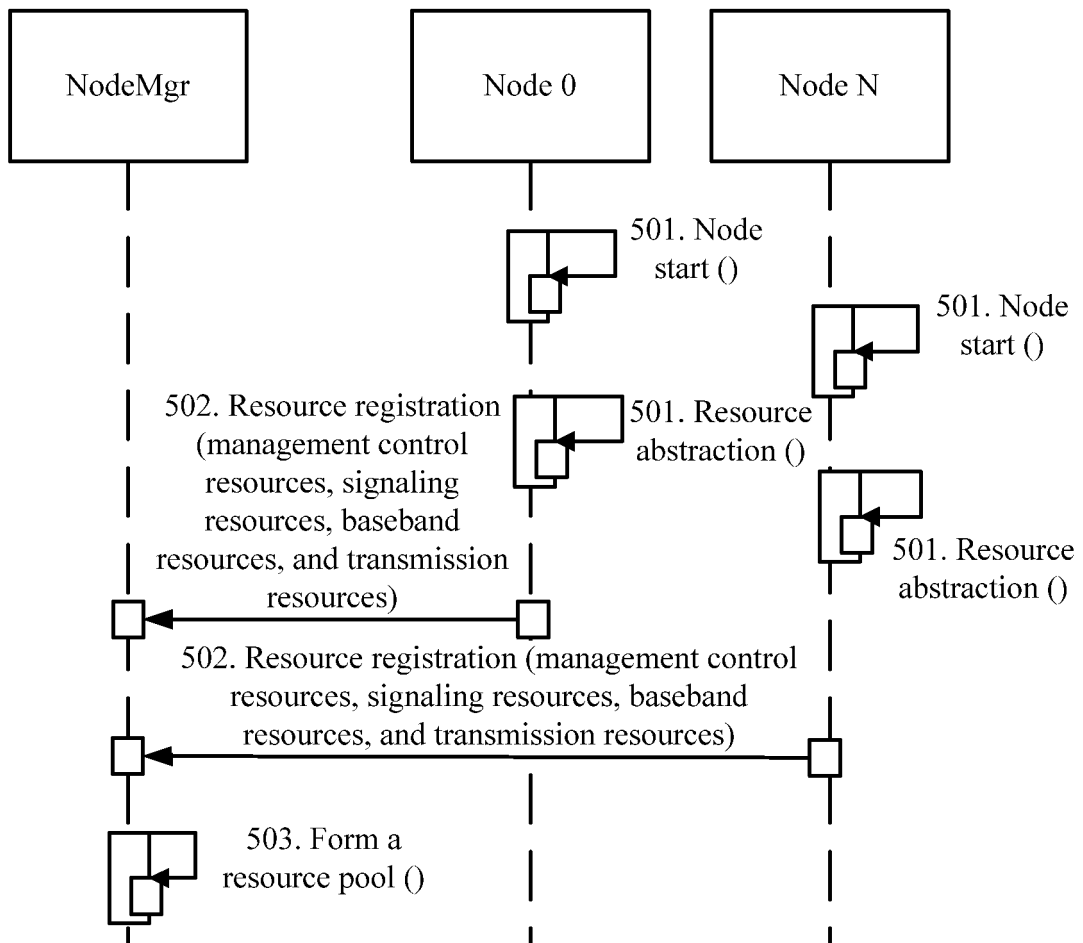 NodeMgr
Node 0
Node N
501. Node
start ()
501. Node
start ()
502. Resource registration
(management control
resources, signaling
resources, baseband
resources, and transmission
resources)
501. Resource
abstraction ()
501. Resource
abstraction ()
502. Resource registration (management control
resources, signaling resources, baseband
resources, and transmission resources)
503. Form a
resource pool ()